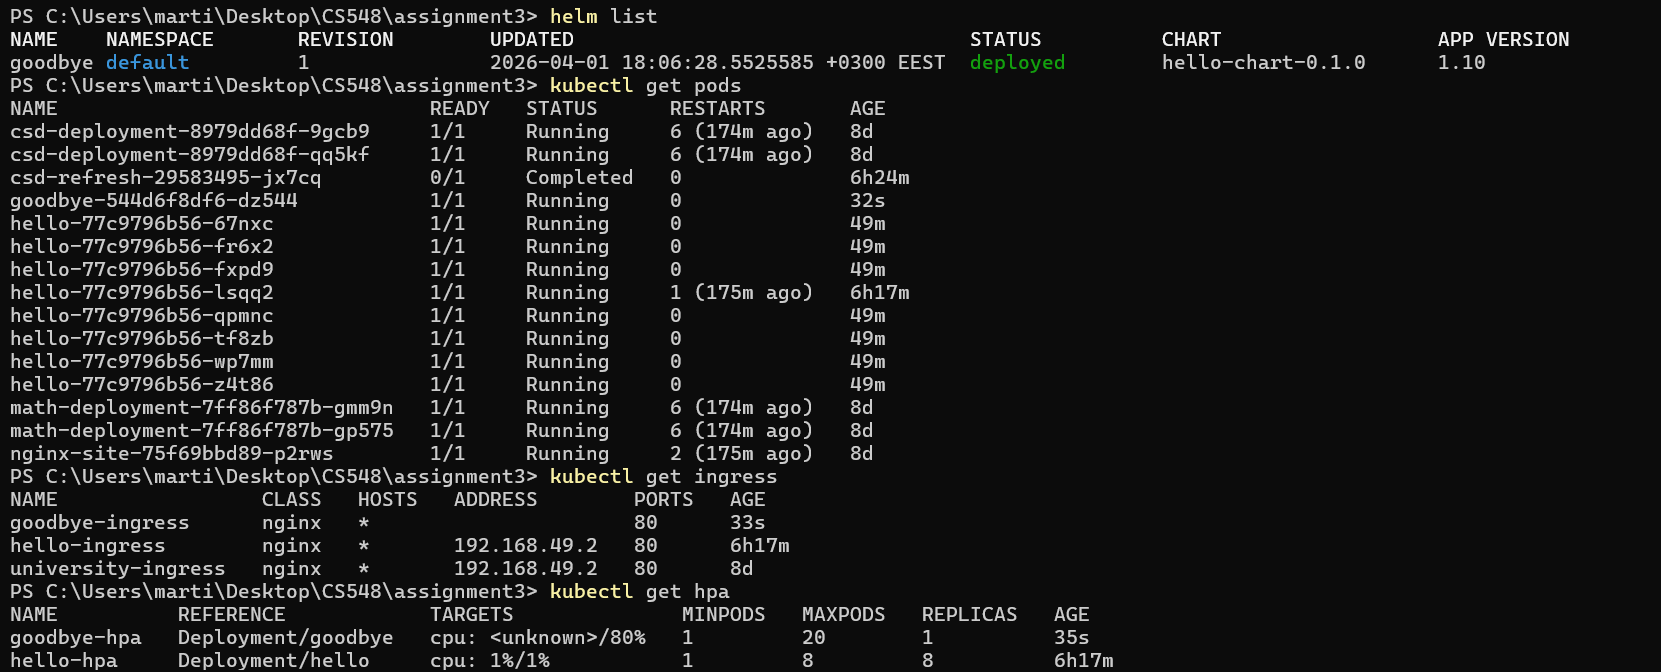 PS C:\Users\marti\Desktop\CS548\assignment3> helm list
NAME    NAMESPACE       REVISION        UPDATED                                 STATUS          CHART                  APP VERSION
goodbye default         1               2026-04-01 18:06:28.5525585 +0300 EEST  deployed        hello-chart-0.1.0      1.10
PS C:\Users\marti\Desktop\CS548\assignment3> kubectl get pods
NAME                               READY   STATUS      RESTARTS       AGE
csd-deployment-8979dd68f-9gcb9     1/1     Running     6 (174m ago)   8d
csd-deployment-8979dd68f-qq5kf     1/1     Running     6 (174m ago)   8d
csd-refresh-29583495-jx7cq         0/1     Completed   0              6h24m
goodbye-544d6f8df6-dz544           1/1     Running     0              32s
hello-77c9796b56-67nxc             1/1     Running     0              49m
hello-77c9796b56-fr6x2             1/1     Running     0              49m
hello-77c9796b56-fxpd9             1/1     Running     0              49m
hello-77c9796b56-lsqq2             1/1     Running     1 (175m ago)   6h17m
hello-77c9796b56-qpmnc             1/1     Running     0              49m
hello-77c9796b56-tf8zb             1/1     Running     0              49m
hello-77c9796b56-wp7mm             1/1     Running     0              49m
hello-77c9796b56-z4t86             1/1     Running     0              49m
math-deployment-7ff86f787b-gmm9n   1/1     Running     6 (174m ago)   8d
math-deployment-7ff86f787b-gp575   1/1     Running     6 (174m ago)   8d
nginx-site-75f69bbd89-p2rws        1/1     Running     2 (175m ago)   8d
PS C:\Users\marti\Desktop\CS548\assignment3> kubectl get ingress
NAME                 CLASS   HOSTS   ADDRESS        PORTS   AGE
goodbye-ingress      nginx   *                      80      33s
hello-ingress        nginx   *       192.168.49.2   80      6h17m
university-ingress   nginx   *       192.168.49.2   80      8d
PS C:\Users\marti\Desktop\CS548\assignment3> kubectl get hpa
NAME          REFERENCE            TARGETS              MINPODS   MAXPODS   REPLICAS   AGE
goodbye-hpa   Deployment/goodbye   cpu: <unknown>/80%   1         20        1          35s
hello-hpa     Deployment/hello     cpu: 1%/1%           1         8         8          6h17m